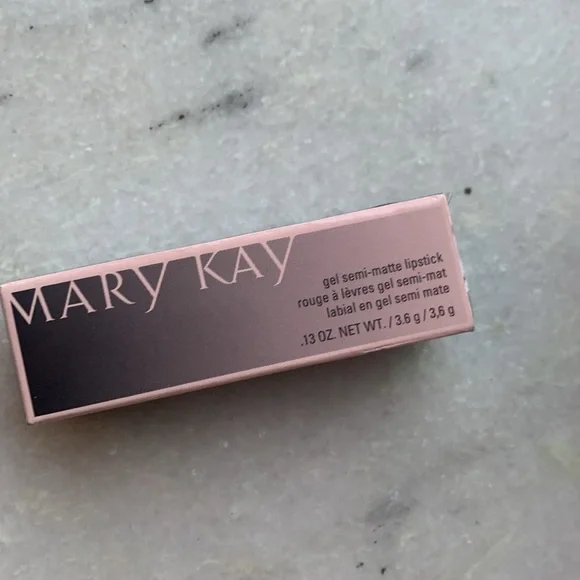 MARY KAY
gel semi-matte lipstick
rouge à lèvres gel semi-mat
labial en gel semi mate
.13 OZ. NET WT. / 3.6 g / 3,6 g